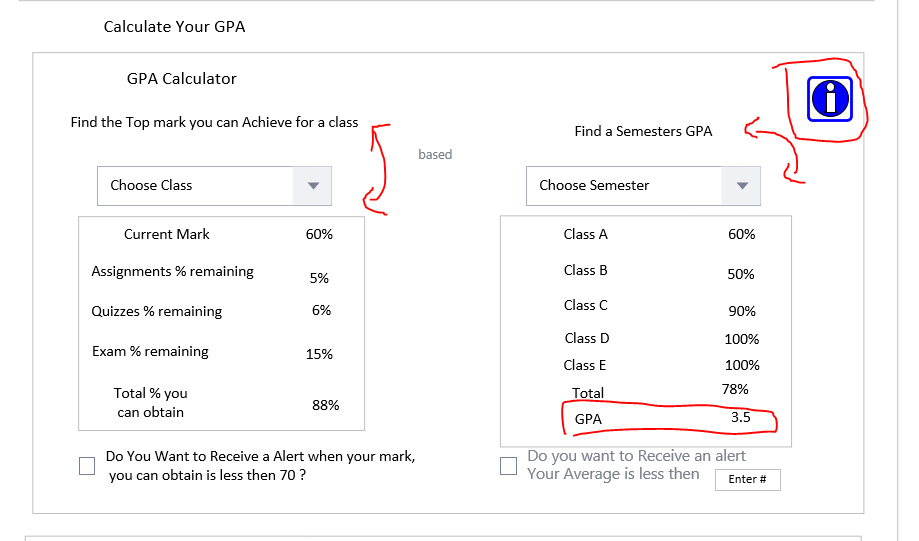 Calculate Your GPA
GPA Calculator
Find the Top mark you can Achieve for a class
based
Find a Semesters GPA
Choose Class
Current Mark 60%
Assignments % remaining 5%
Quizzes % remaining 6%
Exam % remaining 15%
Total % you
can obtain 88%
Do You Want to Receive a Alert when your mark,
you can obtain is less then 70 ?
Choose Semester
Class A 60%
Class B 50%
Class C 90%
Class D 100%
Class E 100%
Total 78%
GPA 3.5
Do you want to Receive an alert
Your Average is less then Enter #